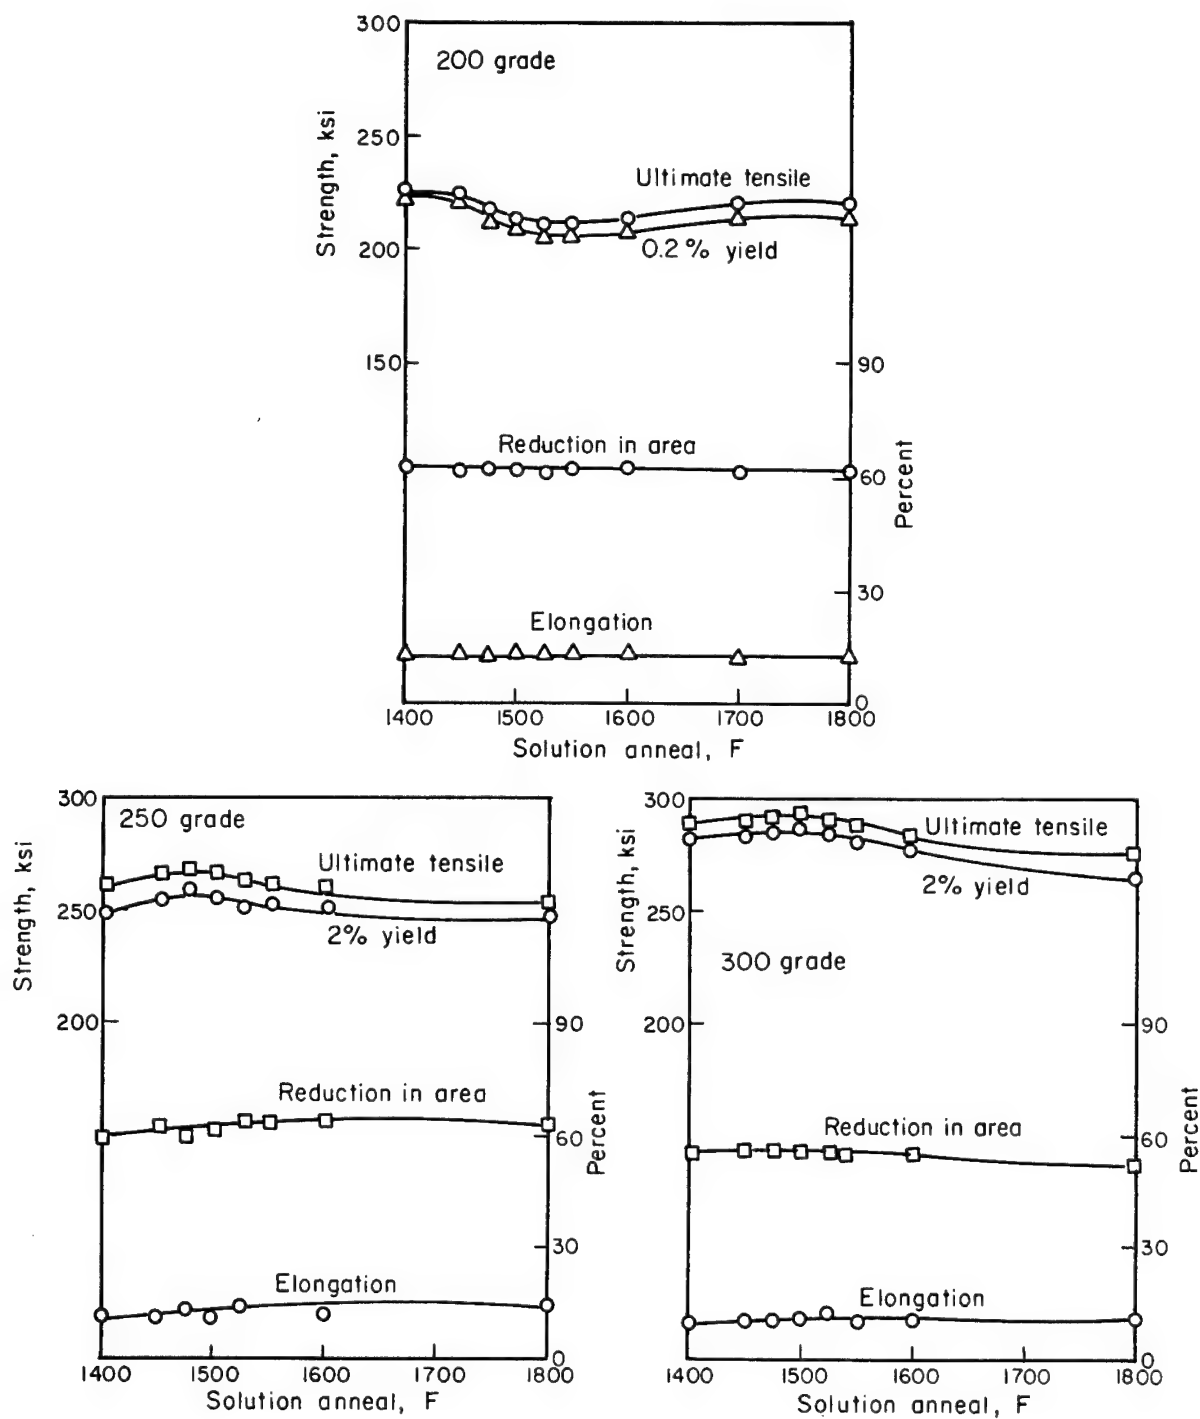 300
200 grade
250
Strength, ksi
Ultimate tensile
200
0.2% yield
150
90
Reduction in area
60
Percent
30
Elongation
0
1400 1500 1600 1700 1800
Solution anneal, F
300
250 grade
Strength, ksi
Ultimate tensile
250
2% yield
200
90
Reduction in area
60
Percent
30
Elongation
0
1400 1500 1600 1700 1800
Solution anneal, F
300
Strength, ksi
Ultimate tensile
2% yield
250
300 grade
200
90
Reduction in area
60
Percent
30
Elongation
0
1400 1500 1600 1700 1800
Solution anneal, F